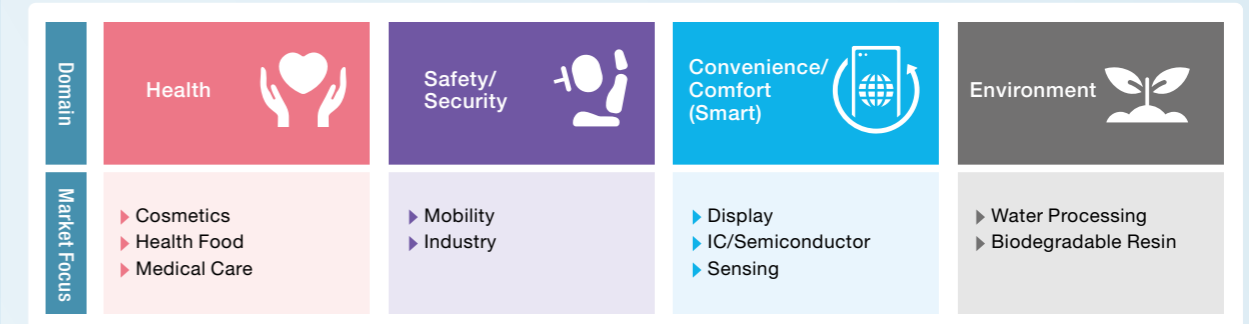 Domain
Health
Safety/
Security
Convenience/
Comfort
(Smart)
Environment
Market Focus
Cosmetics
Health Food
Medical Care
Mobility
Industry
Display
IC/Semiconductor
Sensing
Water Processing
Biodegradable Resin